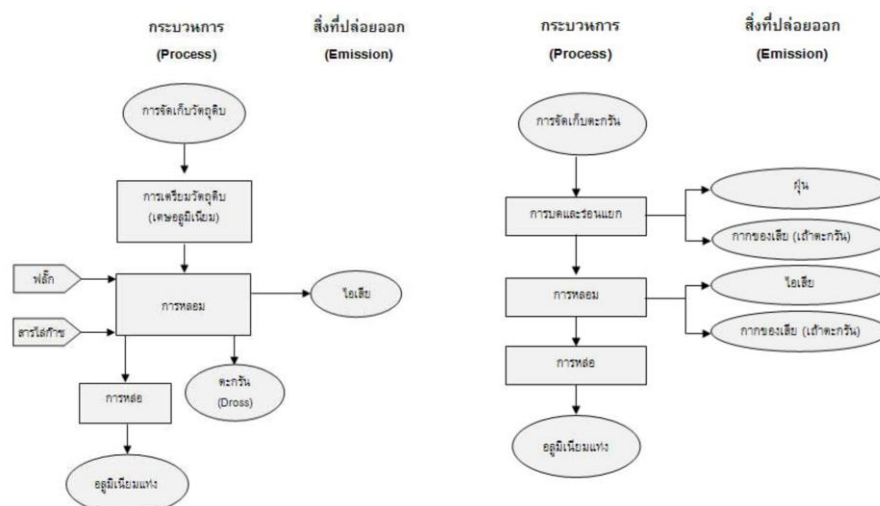 กระบวนการ
(Process)
สิ่งที่ปล่อยออก
(Emission)
การจัดเก็บวัตถุดิบ
การเตรียมวัตถุดิบ
(เศษอลูมิเนียม)
ฟลั๊ก
สารไล่ก๊าซ
การหลอม
ไอเสีย
ตะกรัน
(Dross)
การหล่อ
อลูมิเนียมแท่ง
กระบวนการ
(Process)
สิ่งที่ปล่อยออก
(Emission)
การจัดเก็บตะกรัน
การบดและร่อนแยก
ฝุ่น
กากของเสีย (เถ้าตะกรัน)
การหลอม
ไอเสีย
กากของเสีย (เถ้าตะกรัน)
การหล่อ
อลูมิเนียมแท่ง